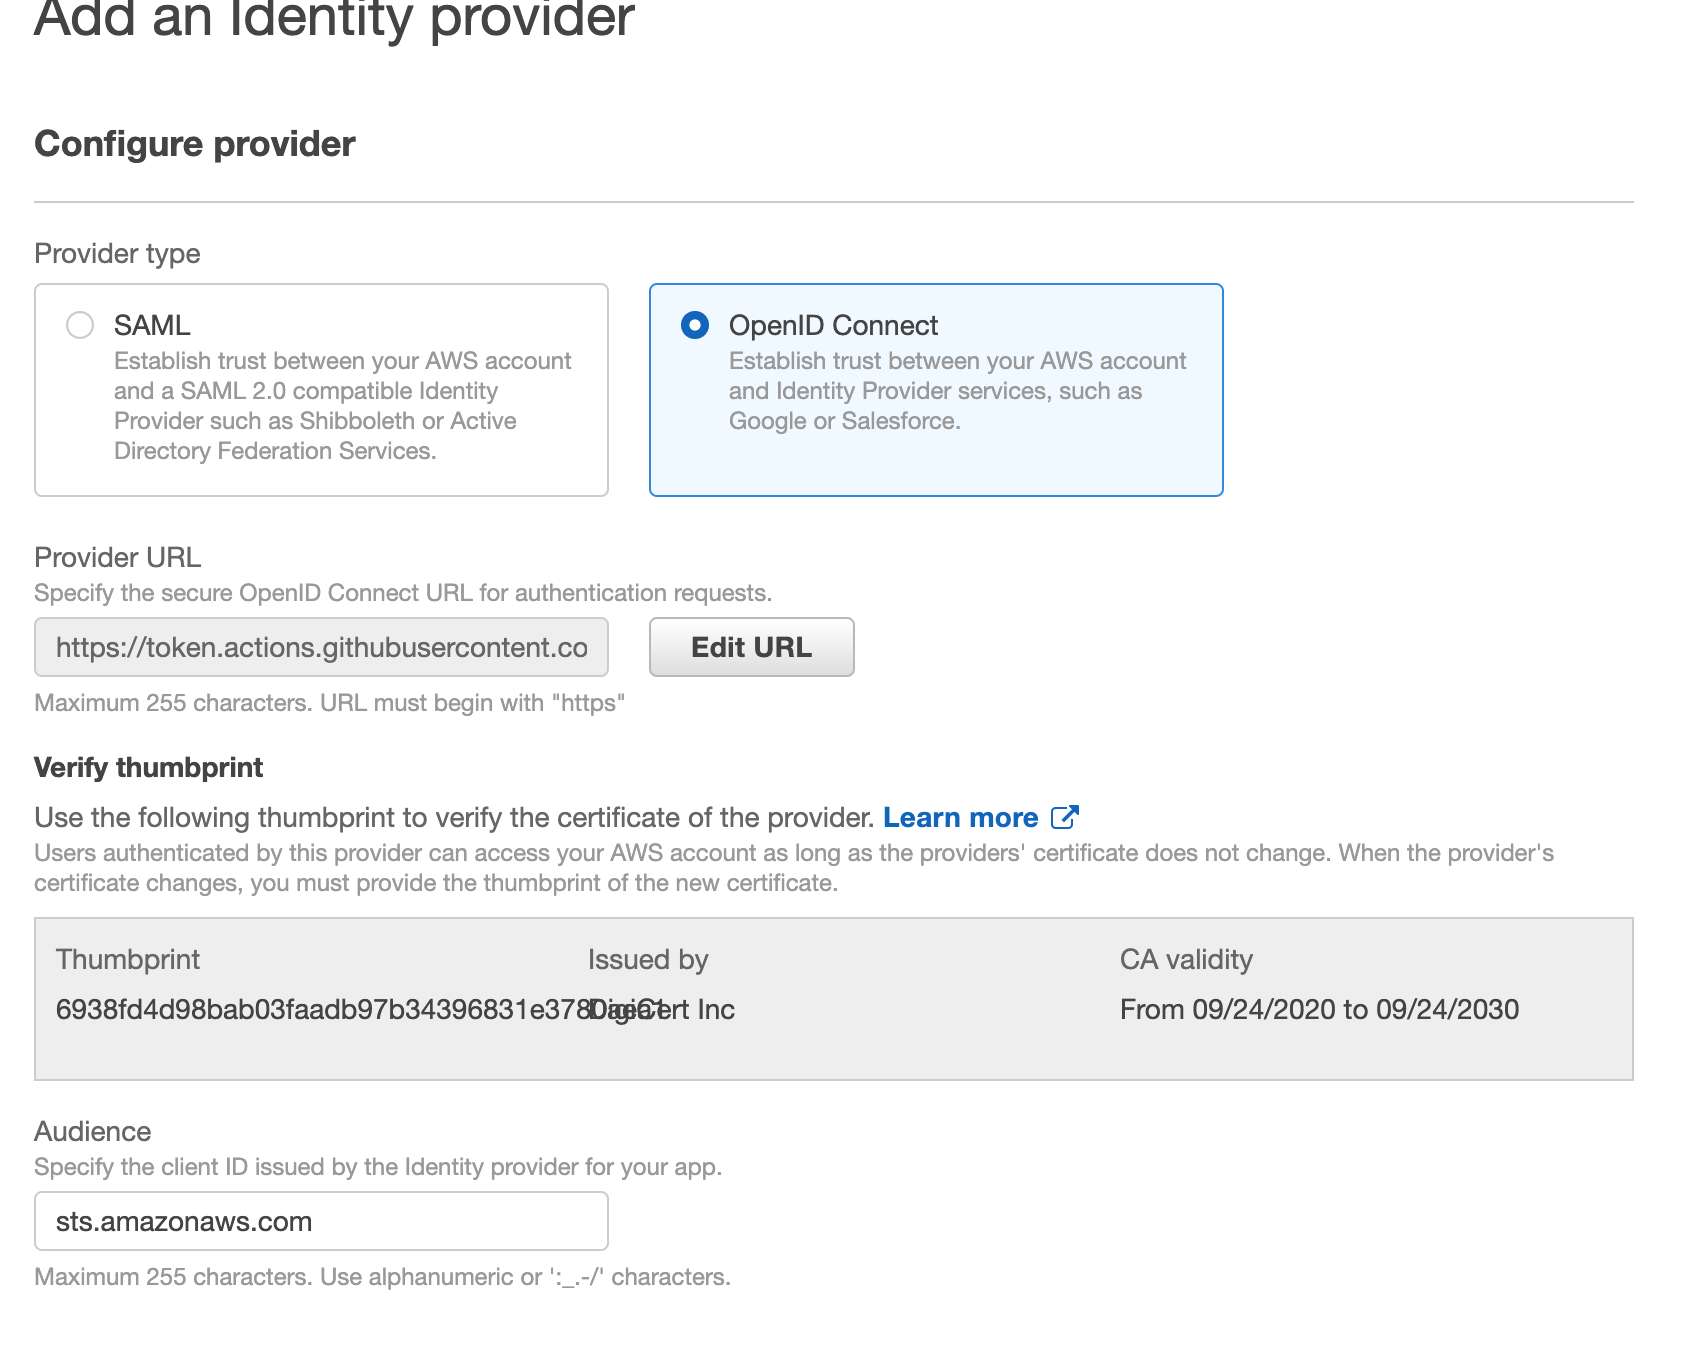 Add an Identity provider
Configure provider
Provider type
SAML
Establish trust between your AWS account
and a SAML 2.0 compatible Identity
Provider such as Shibboleth or Active
Directory Federation Services.
OpenID Connect
Establish trust between your AWS account
and Identity Provider services, such as
Google or Salesforce.
Provider URL
Specify the secure OpenID Connect URL for authentication requests.
https://token.actions.githubusercontent.co
Edit URL
Maximum 255 characters. URL must begin with "https"
Verify thumbprint
Use the following thumbprint to verify the certificate of the provider. Learn more
Users authenticated by this provider can access your AWS account as long as the providers' certificate does not change. When the provider's
certificate changes, you must provide the thumbprint of the new certificate.
Thumbprint Issued by CA validity
6938fd4d98bab03faadb97b34396831e3780aea1 DigiCert Inc From 09/24/2020 to 09/24/2030
Audience
Specify the client ID issued by the Identity provider for your app.
sts.amazonaws.com
Maximum 255 characters. Use alphanumeric or ':_.-/' characters.